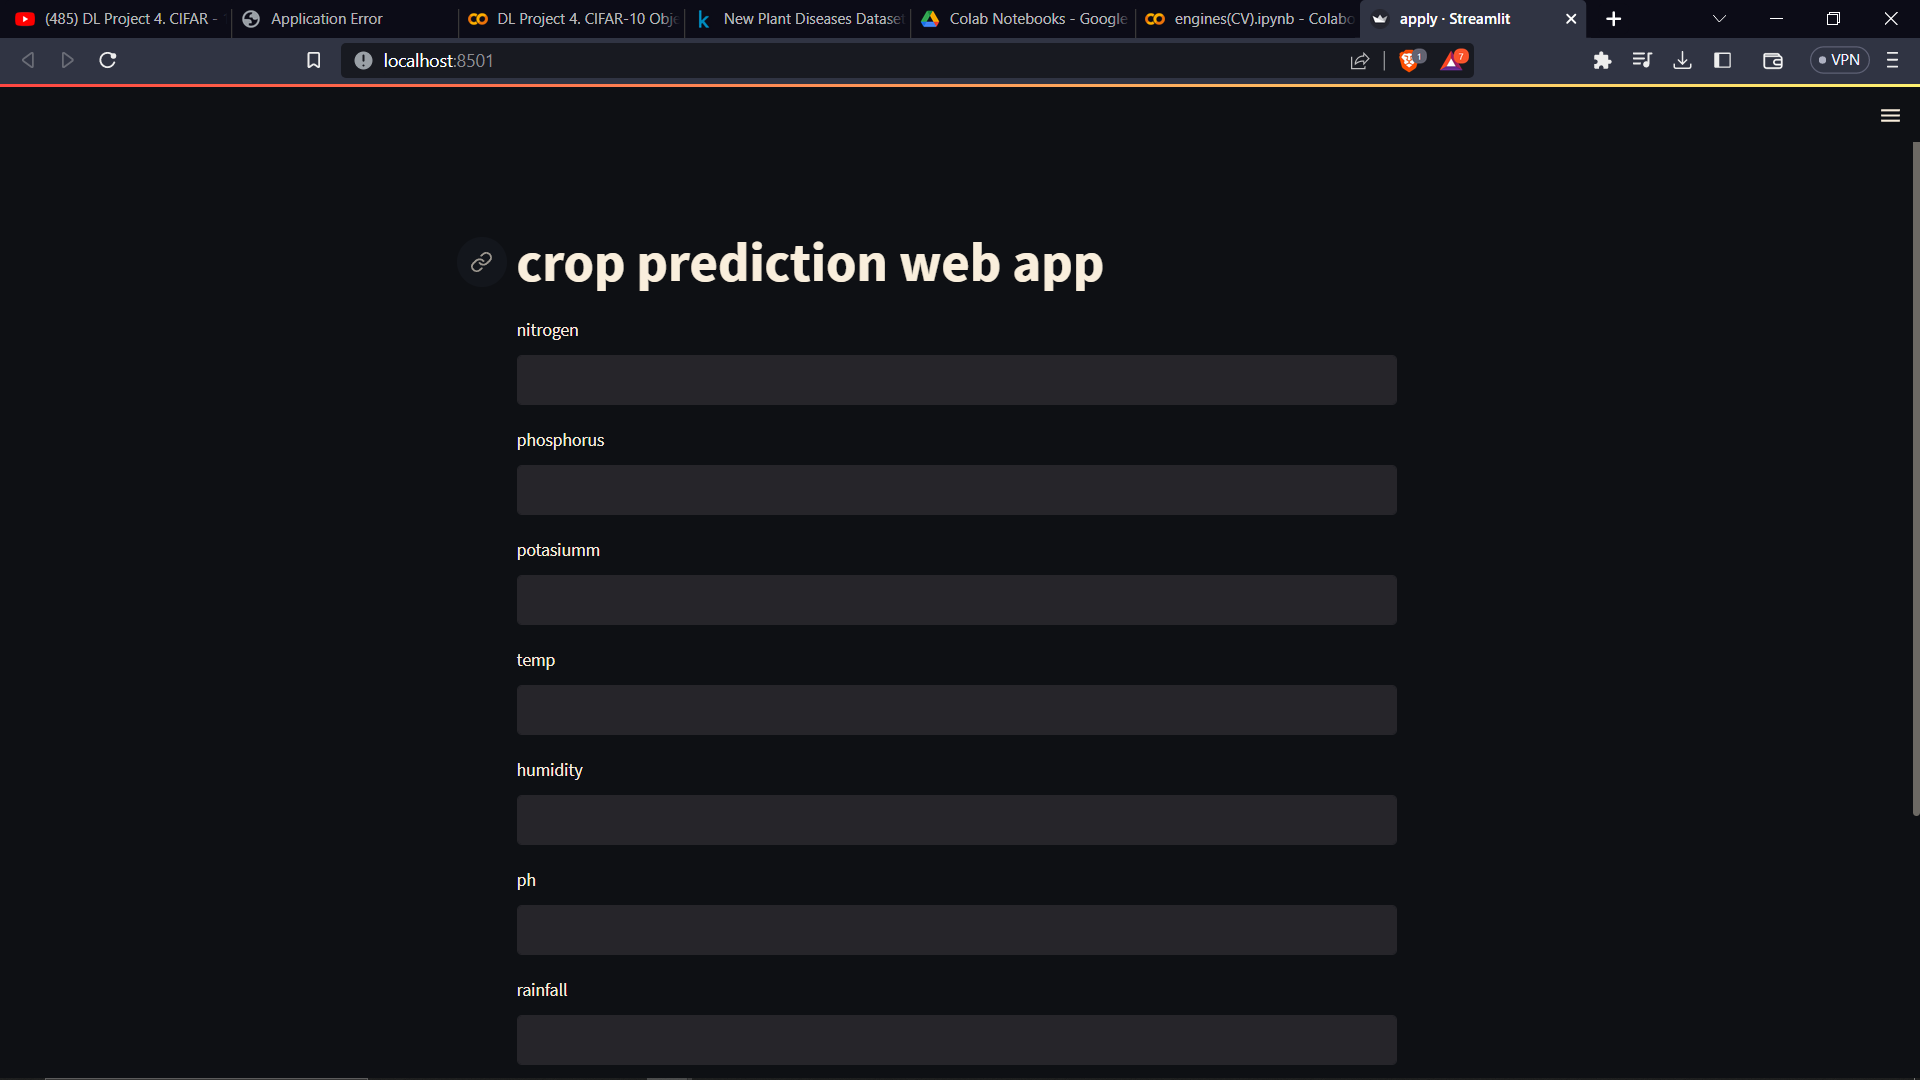 (485) DL Project 4. CIFAR -
Application Error
DL Project 4. CIFAR-10 Obje
New Plant Diseases Dataset
Colab Notebooks - Google
engines(CV).ipynb - Colabo
apply · Streamlit
localhost:8501
1
7
VPN
crop prediction web app
nitrogen
phosphorus
potasiumm
temp
humidity
ph
rainfall